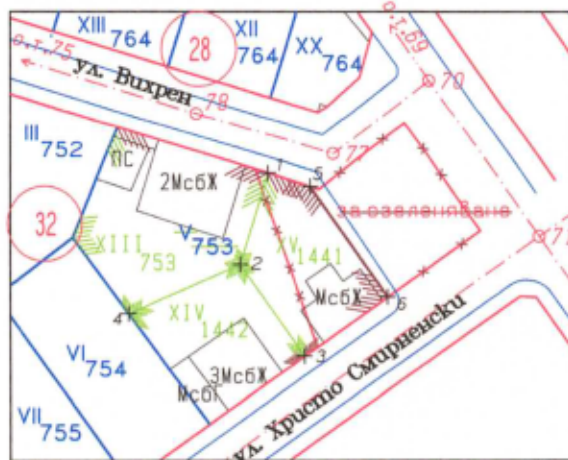 XIII 764
XII 764
XX 764
28
о.т.75
ул. Вихрен
о.т.69
70
78
77
III 752
ПС
2МсбЖ
1
5
за озеленяване
71
32
V 753
XIII 753
XV 1441
2
МсбЖ
6
4
XIV 1442
3
VI 754
3МсбЖ
МсбГ
VII 755
ул. Христо Смирненски